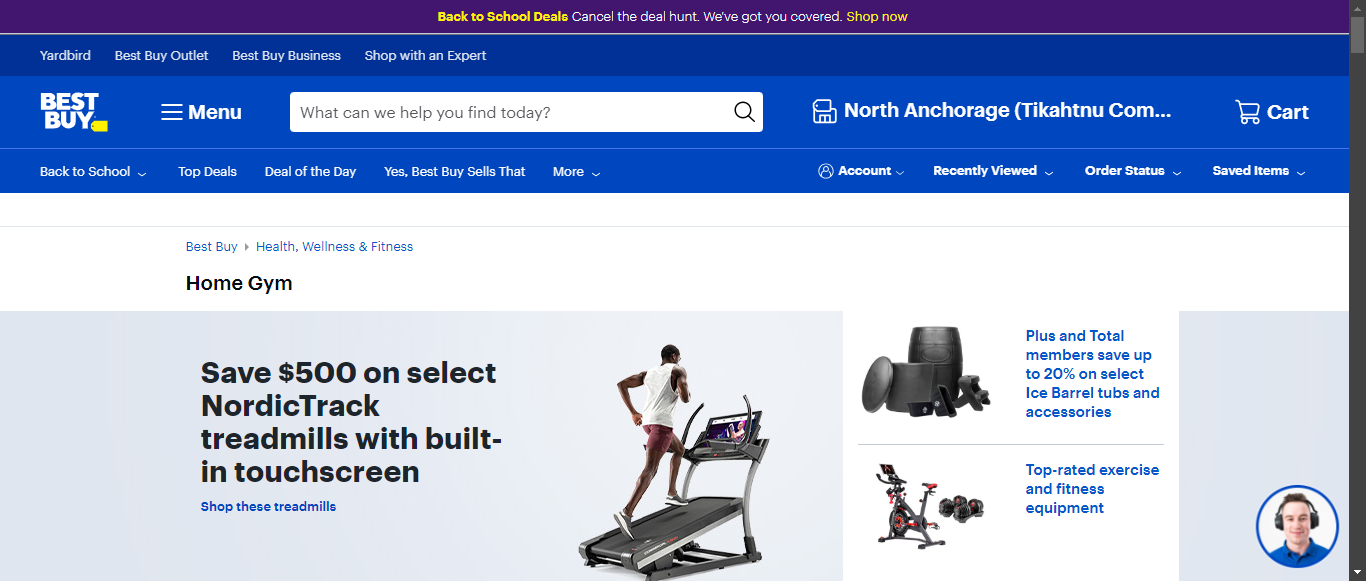 Back to School Deals Cancel the deal hunt. We've got you covered. Shop now
Yardbird Best Buy Outlet Best Buy Business Shop with an Expert
BEST
BUY
Menu
What can we help you find today?
North Anchorage (Tikahtnu Com...
Cart
Back to School Top Deals Deal of the Day Yes, Best Buy Sells That More Account Recently Viewed Order Status Saved Items
Best Buy Health, Wellness & Fitness
Home Gym
Save $500 on select
NordicTrack
treadmills with built-
in touchscreen
Shop these treadmills
Plus and Total
members save up
to 20% on select
Ice Barrel tubs and
accessories
Top-rated exercise
and fitness
equipment